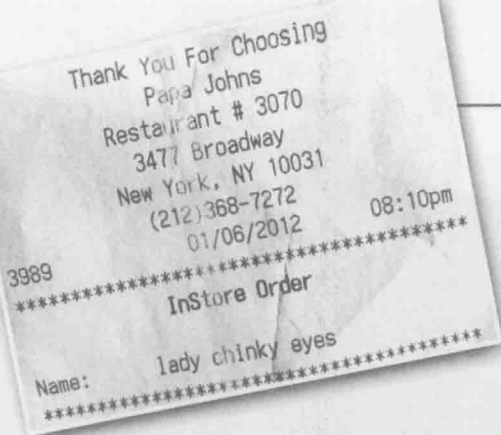 Thank You For Choosing
Papa Johns
Restaurant # 3070
3477 Broadway
New York, NY 10031
(212)368-7272
01/06/2012 08:10pm
3989
****************************************
InStore Order
Name: lady chinky eyes
****************************************